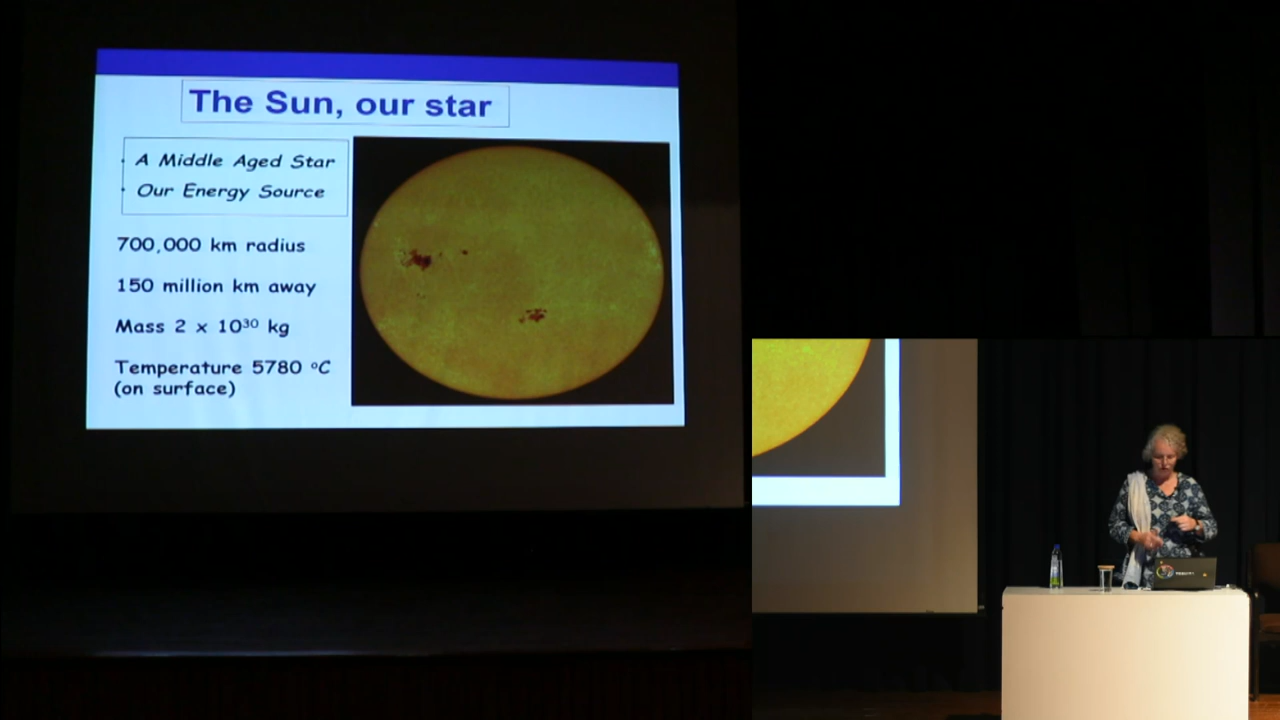 The Sun, our star
· A Middle Aged Star
· Our Energy Source
700,000 km radius
150 million km away
Mass 2 x 10³⁰ kg
Temperature 5780 °C
(on surface)